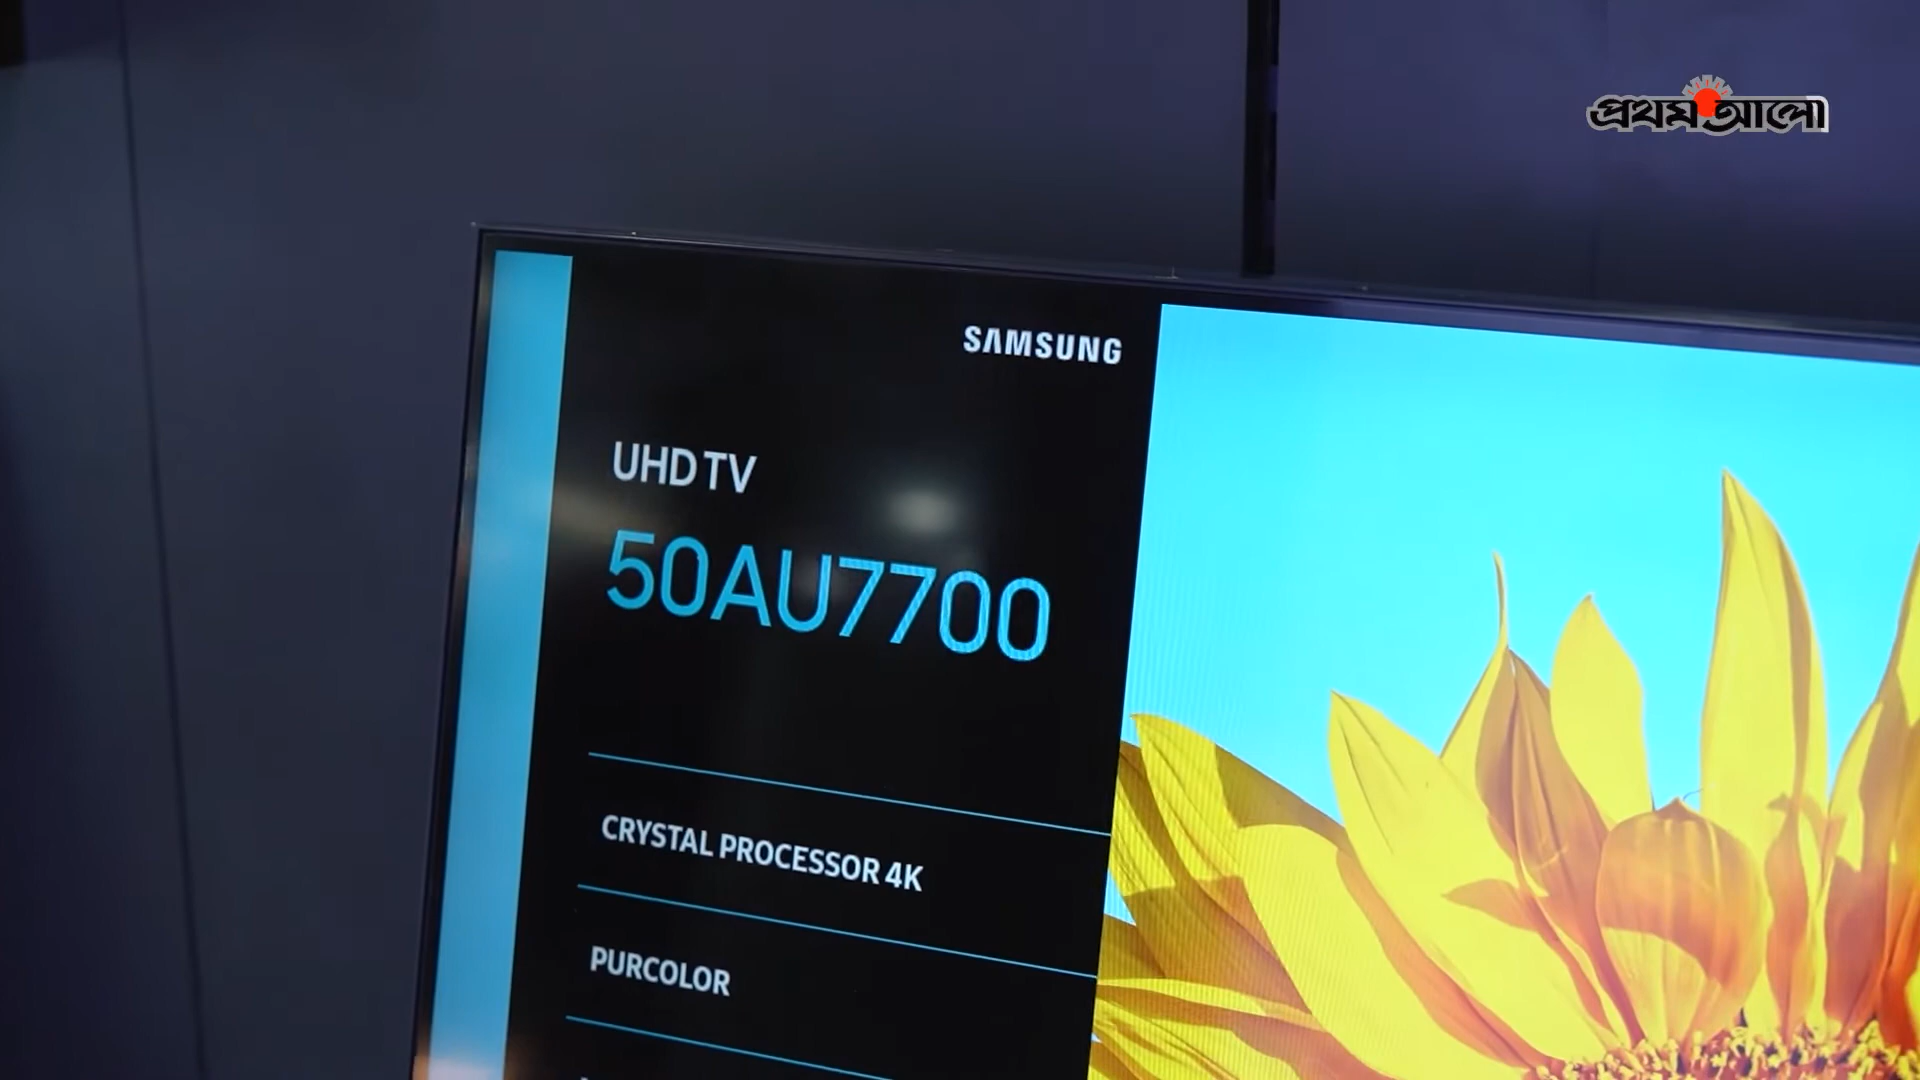 প্রথম আলো
SAMSUNG
UHD TV
50AU7700
CRYSTAL PROCESSOR 4K
PURCOLOR